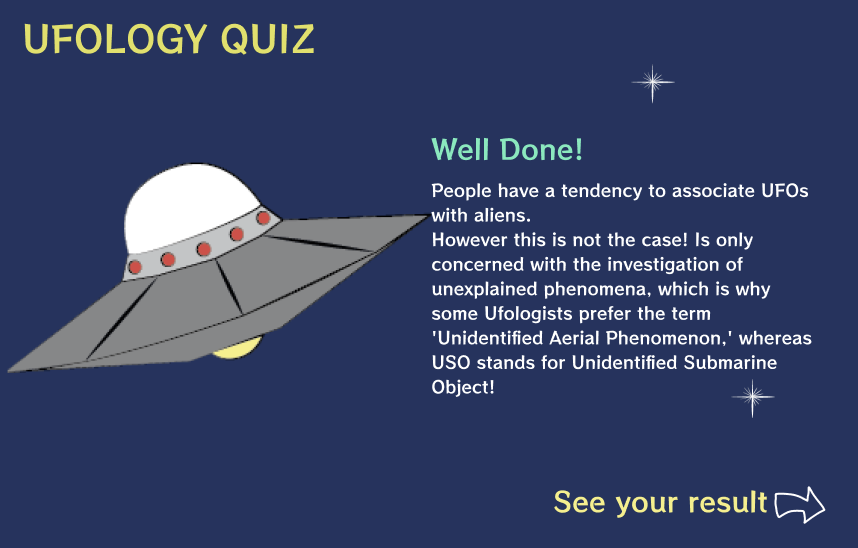 UFOLOGY QUIZ
Well Done!
People have a tendency to associate UFOs
with aliens.
However this is not the case! Is only
concerned with the investigation of
unexplained phenomena, which is why
some Ufologists prefer the term
'Unidentified Aerial Phenomenon,' whereas
USO stands for Unidentified Submarine
Object!
See your result